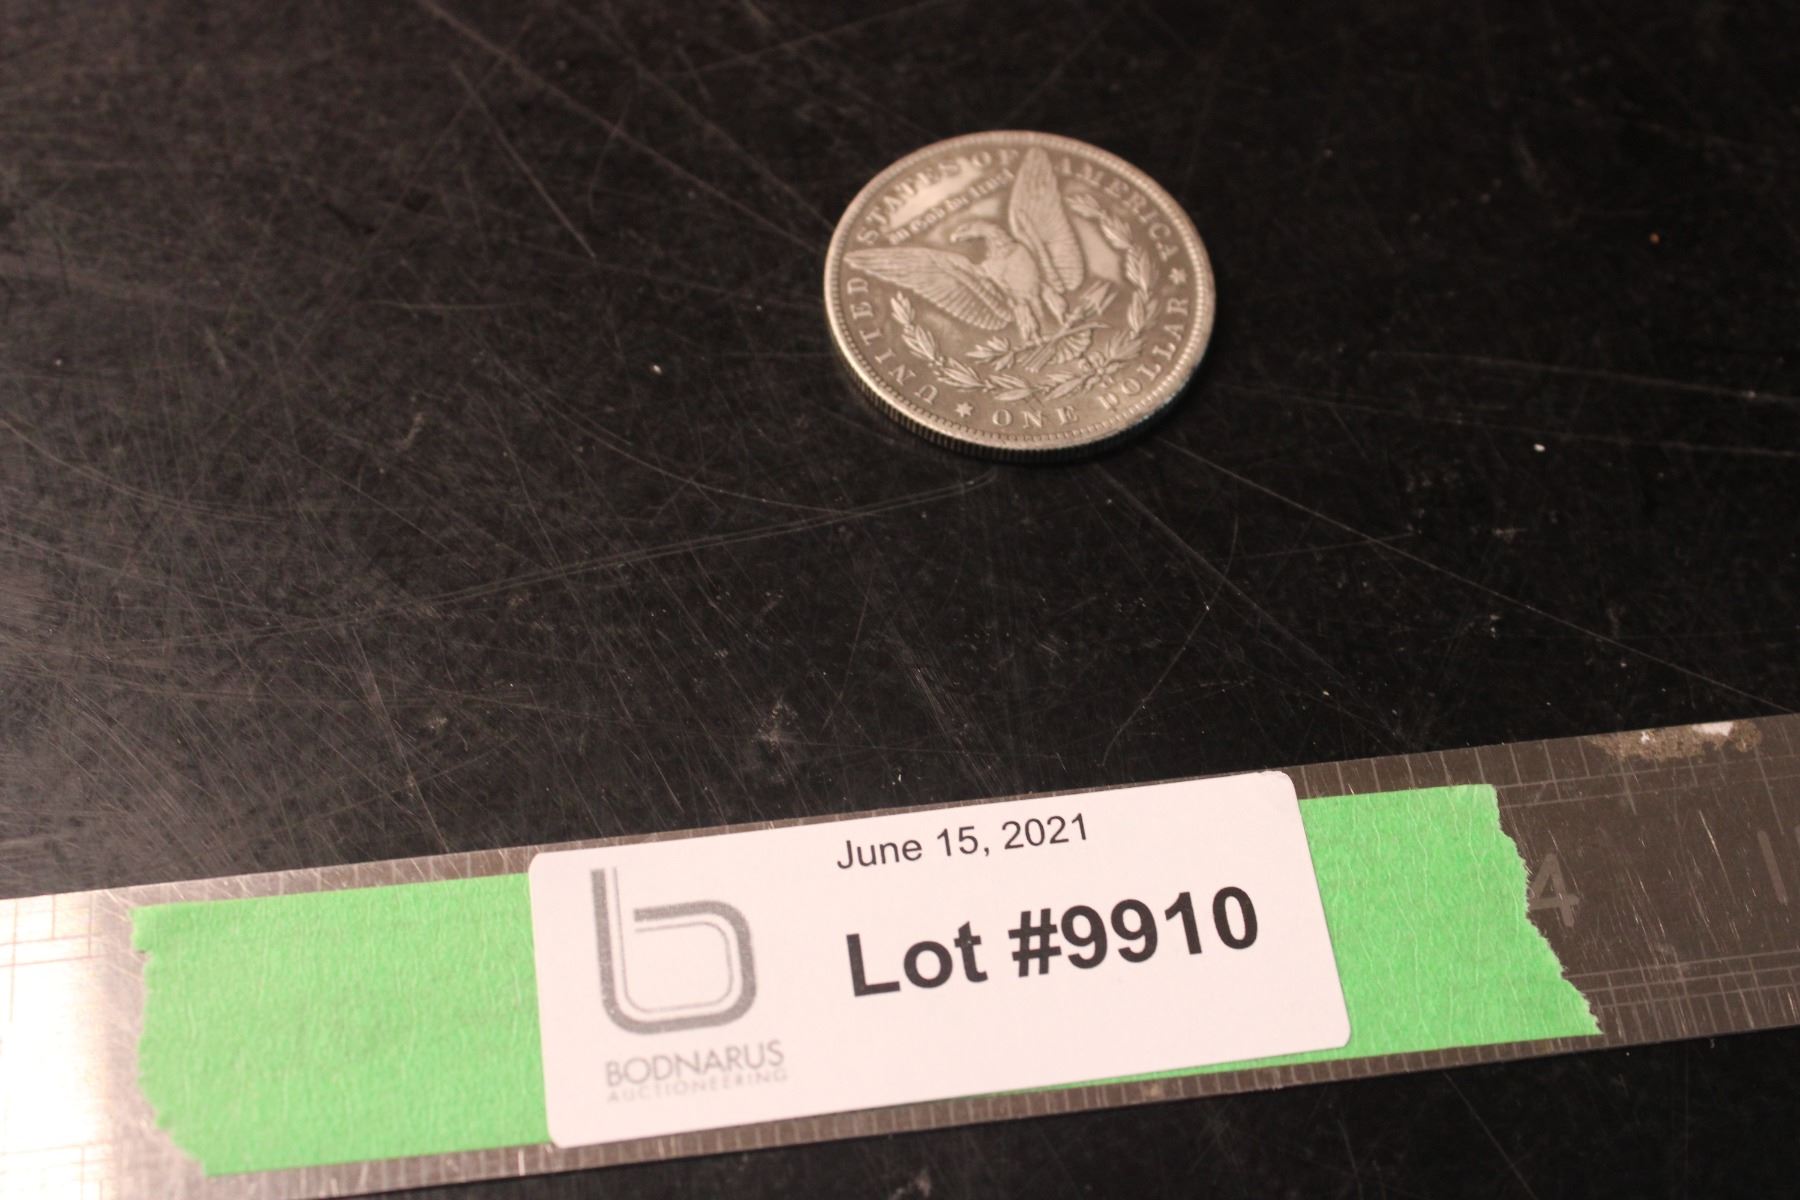 UNITED STATES OF AMERICA
In God we trust
★ ONE DOLLAR ★
June 15, 2021
Lot #9910
BODNARUS
AUCTIONEERING
4